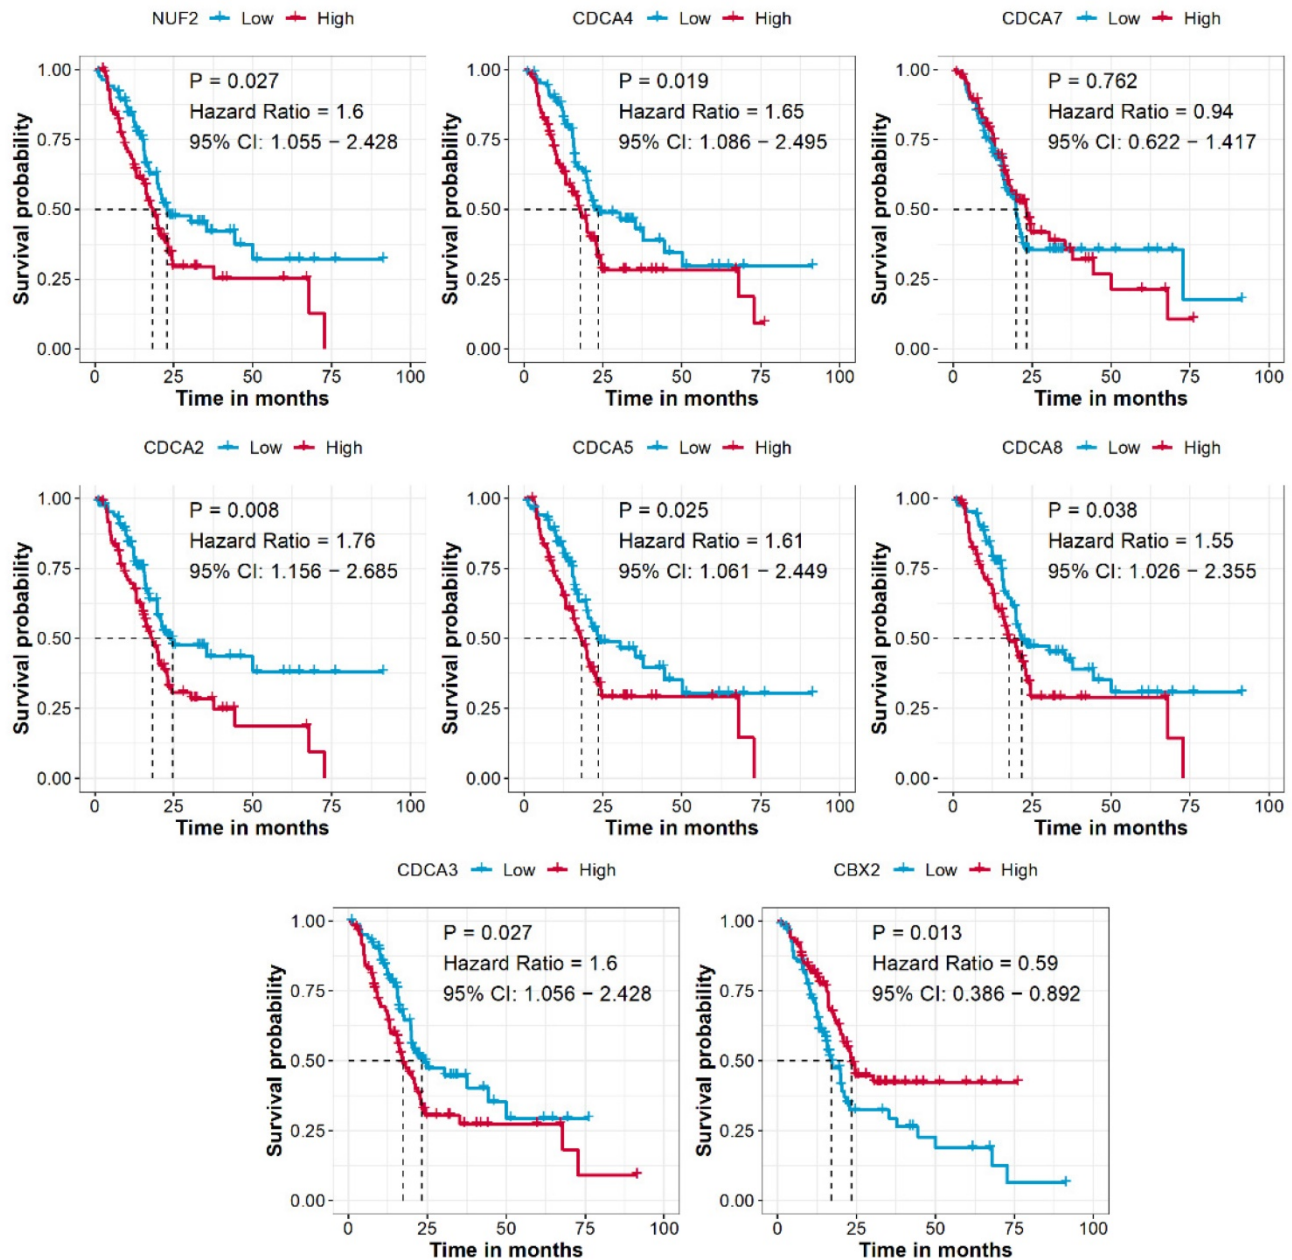 NUF2 Low High
Survival probability
1.00
0.75
0.50
0.25
0.00
P = 0.027
Hazard Ratio = 1.6
95% CI: 1.055 − 2.428
0 25 50 75 100
Time in months
CDCA4 Low High
Survival probability
1.00
0.75
0.50
0.25
0.00
P = 0.019
Hazard Ratio = 1.65
95% CI: 1.086 − 2.495
0 25 50 75 100
Time in months
CDCA7 Low High
Survival probability
1.00
0.75
0.50
0.25
0.00
P = 0.762
Hazard Ratio = 0.94
95% CI: 0.622 − 1.417
0 25 50 75 100
Time in months
CDCA2 Low High
Survival probability
1.00
0.75
0.50
0.25
0.00
P = 0.008
Hazard Ratio = 1.76
95% CI: 1.156 − 2.685
0 25 50 75 100
Time in months
CDCA5 Low High
Survival probability
1.00
0.75
0.50
0.25
0.00
P = 0.025
Hazard Ratio = 1.61
95% CI: 1.061 − 2.449
0 25 50 75 100
Time in months
CDCA8 Low High
Survival probability
1.00
0.75
0.50
0.25
0.00
P = 0.038
Hazard Ratio = 1.55
95% CI: 1.026 − 2.355
0 25 50 75 100
Time in months
CDCA3 Low High
Survival probability
1.00
0.75
0.50
0.25
0.00
P = 0.027
Hazard Ratio = 1.6
95% CI: 1.056 − 2.428
0 25 50 75 100
Time in months
CBX2 Low High
Survival probability
1.00
0.75
0.50
0.25
0.00
P = 0.013
Hazard Ratio = 0.59
95% CI: 0.386 − 0.892
0 25 50 75 100
Time in months